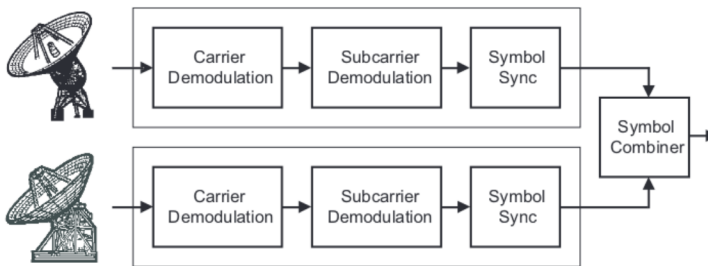 Carrier
Demodulation
Subcarrier
Demodulation
Symbol
Sync
Symbol
Combiner
Carrier
Demodulation
Subcarrier
Demodulation
Symbol
Sync